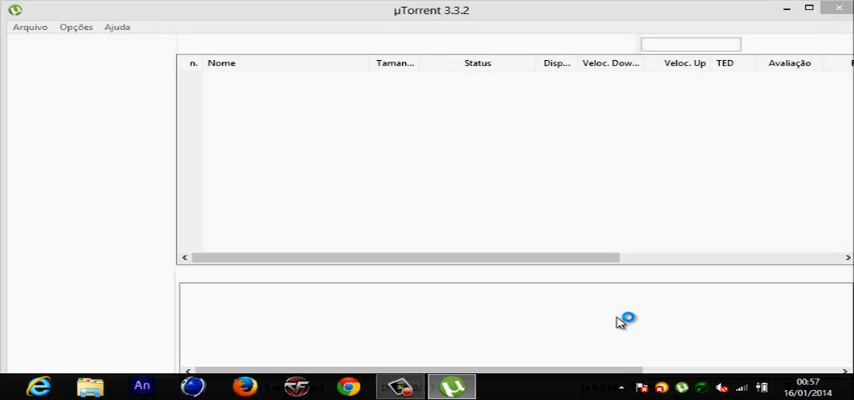 µTorrent 3.3.2
Arquivo Opções Ajuda
n. Nome Taman... Status Disp... Veloc. Dow... Veloc. Up TED Avaliação
An
00:57
16/01/2014